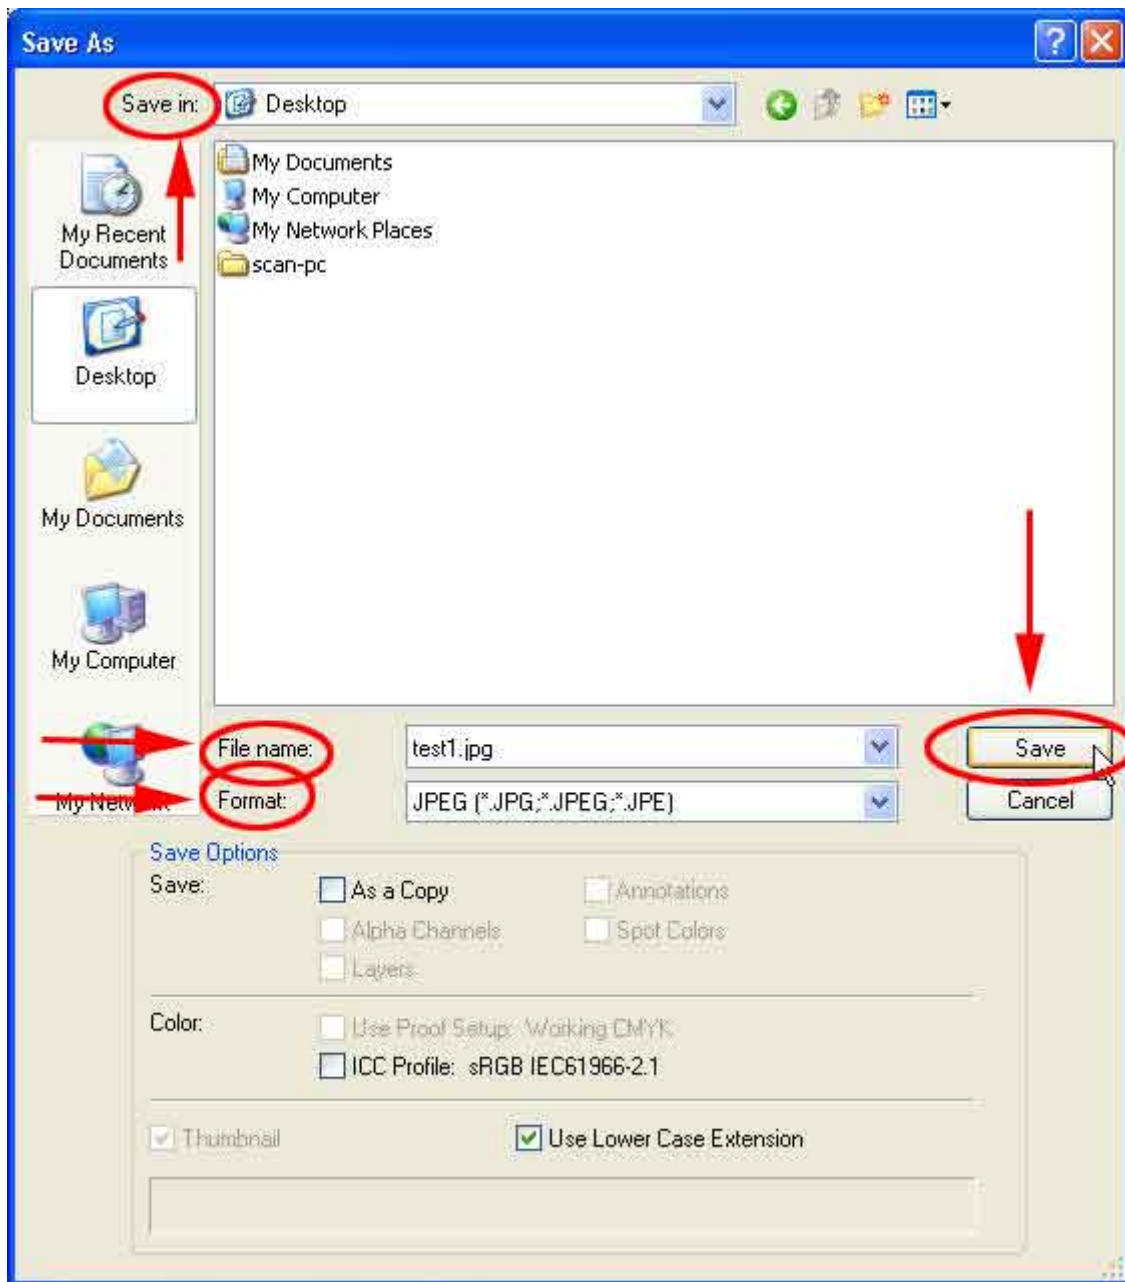 Save As
Save in: Desktop
My Documents
My Computer
My Network Places
scan-pc
My Recent
Documents
Desktop
My Documents
My Computer
My Network
File name: test1.jpg Save
Format: JPEG (*.JPG;*.JPEG;*.JPE) Cancel
Save Options
Save: As a Copy Annotations
Alpha Channels Spot Colors
Layers
Color: Use Proof Setup: Working CMYK
ICC Profile: sRGB IEC61966-2.1
Thumbnail Use Lower Case Extension